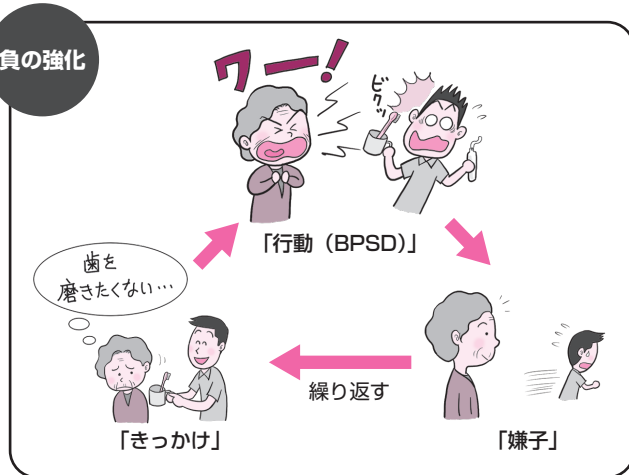 負の強化
ワー！
ビクッ
「行動（BPSD）」
歯を
磨きたくない…
繰り返す
「きっかけ」
「嫌子」